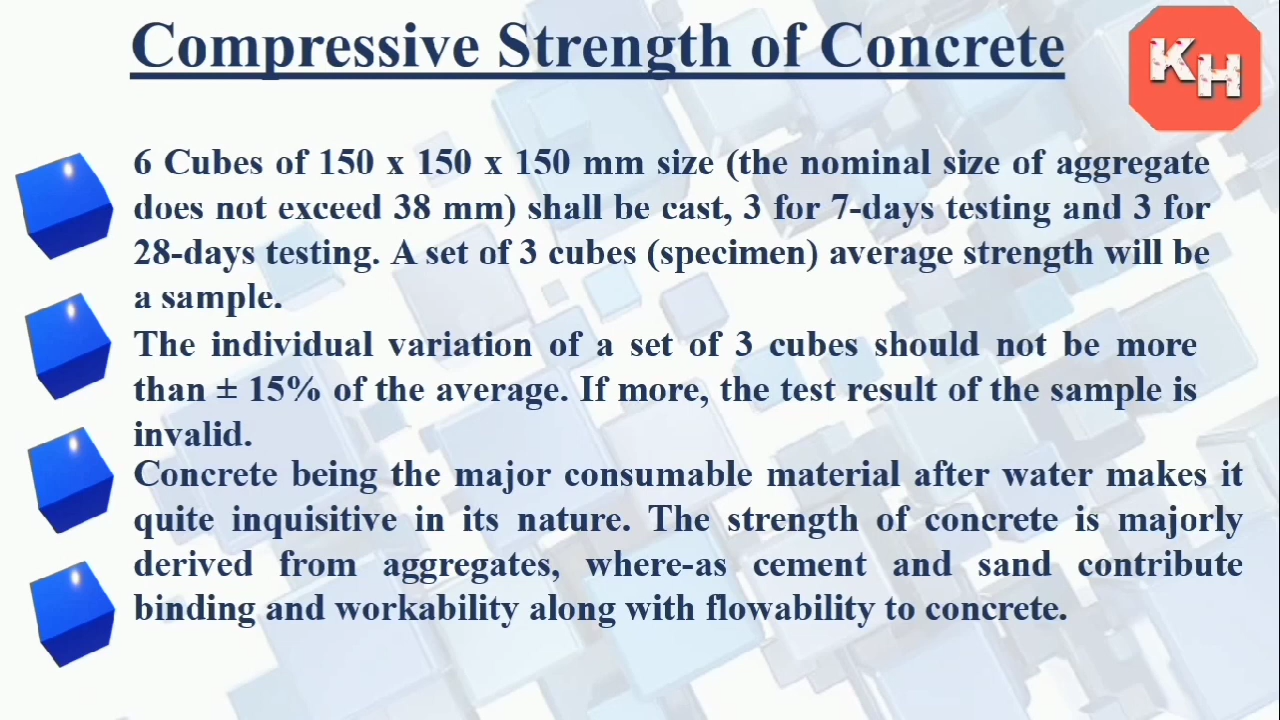 Compressive Strength of Concrete
KH
6 Cubes of 150 x 150 x 150 mm size (the nominal size of aggregate
does not exceed 38 mm) shall be cast, 3 for 7-days testing and 3 for
28-days testing. A set of 3 cubes (specimen) average strength will be
a sample.
The individual variation of a set of 3 cubes should not be more
than ± 15% of the average. If more, the test result of the sample is
invalid.
Concrete being the major consumable material after water makes it
quite inquisitive in its nature. The strength of concrete is majorly
derived from aggregates, where-as cement and sand contribute
binding and workability along with flowability to concrete.